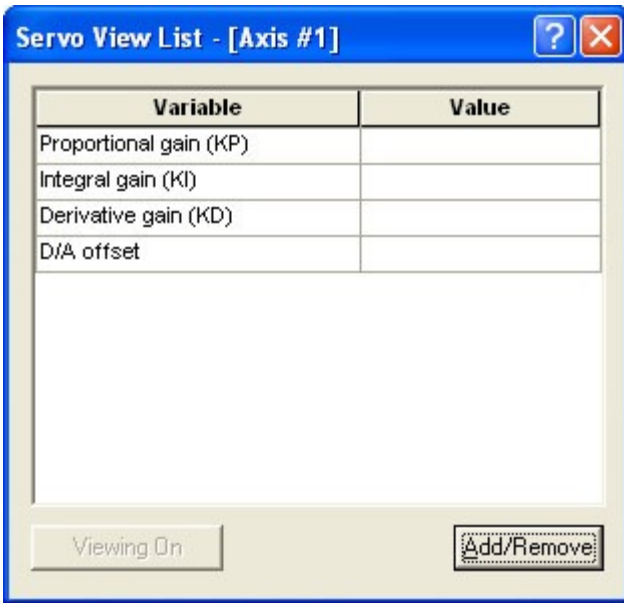 Servo View List - [Axis #1]
Variable Value
Proportional gain (KP)
Integral gain (KI)
Derivative gain (KD)
D/A offset
Viewing On Add/Remove